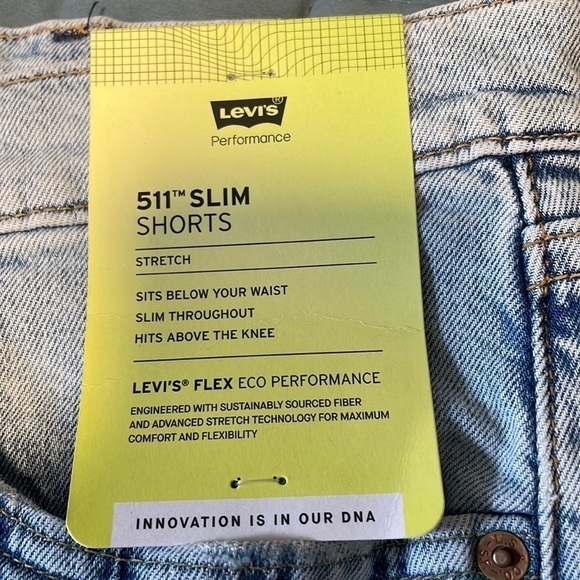 Levi's®
Performance
511™ SLIM
SHORTS
STRETCH
SITS BELOW YOUR WAIST
SLIM THROUGHOUT
HITS ABOVE THE KNEE
LEVI'S® FLEX ECO PERFORMANCE
ENGINEERED WITH SUSTAINABLY SOURCED FIBER
AND ADVANCED STRETCH TECHNOLOGY FOR MAXIMUM
COMFORT AND FLEXIBILITY
INNOVATION IS IN OUR DNA